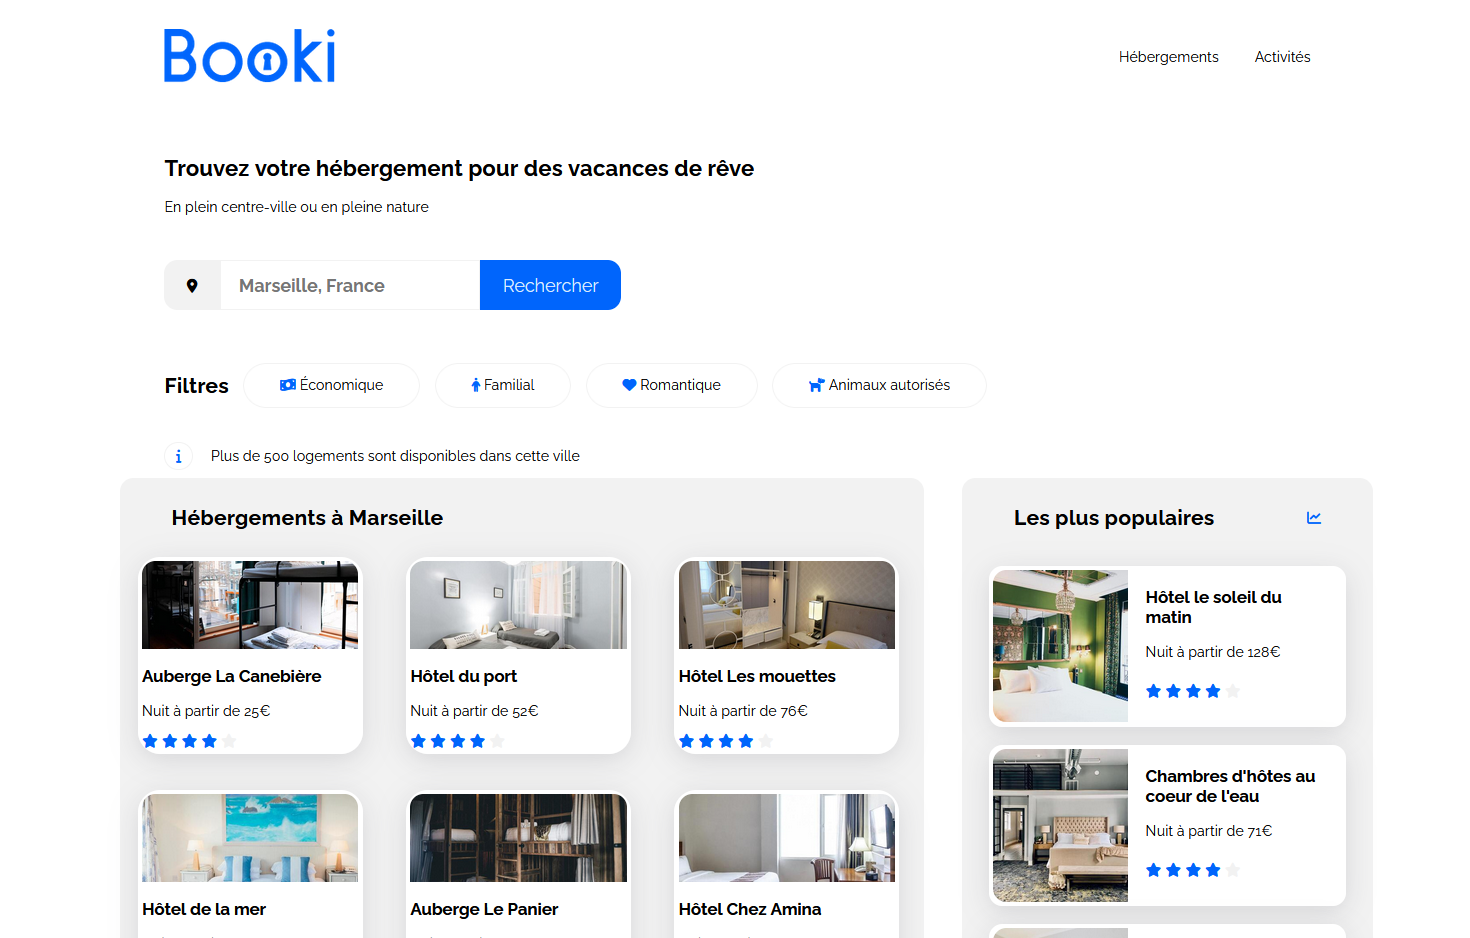 Booki
Hébergements
Activités
Trouvez votre hébergement pour des vacances de rêve
En plein centre-ville ou en pleine nature
Marseille, France
Rechercher
Filtres
Économique
Familial
Romantique
Animaux autorisés
Plus de 500 logements sont disponibles dans cette ville
Hébergements à Marseille
Auberge La Canebière
Nuit à partir de 25€
Hôtel du port
Nuit à partir de 52€
Hôtel Les mouettes
Nuit à partir de 76€
Hôtel de la mer
Auberge Le Panier
Hôtel Chez Amina
Les plus populaires
Hôtel le soleil du
matin
Nuit à partir de 128€
Chambres d'hôtes au
coeur de l'eau
Nuit à partir de 71€